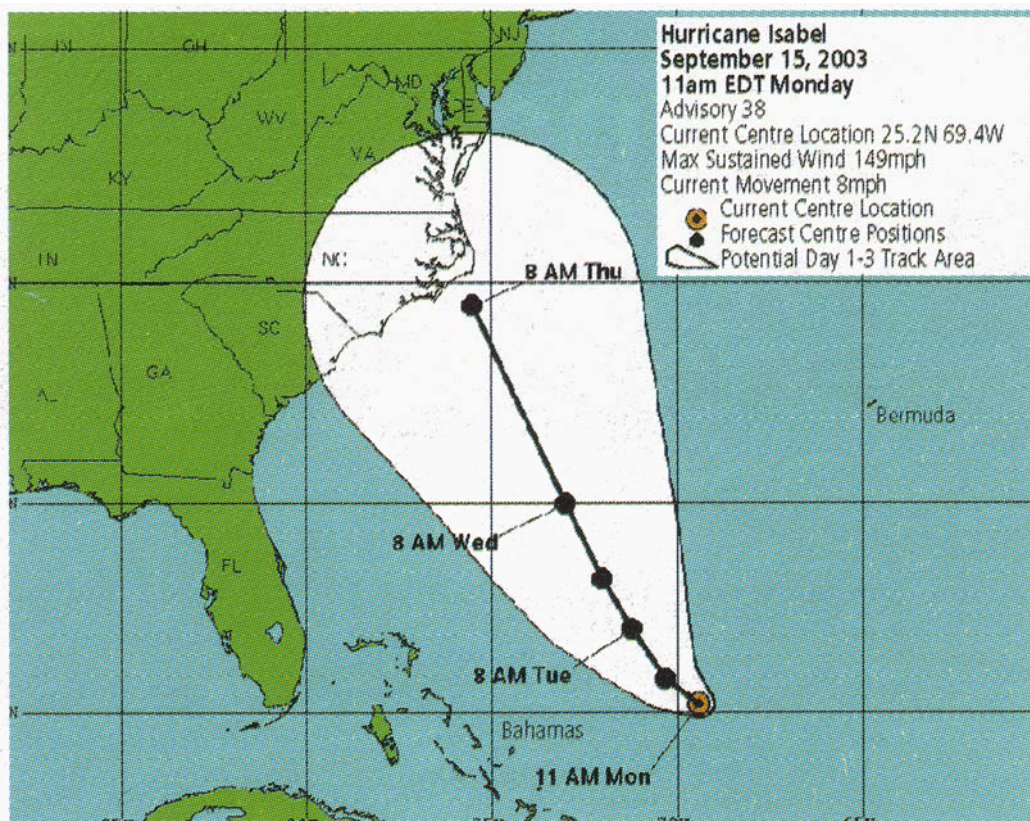 Hurricane Isabel
September 15, 2003
11am EDT Monday
Advisory 38
Current Centre Location 25.2N 69.4W
Max Sustained Wind 149mph
Current Movement 8mph
Current Centre Location
Forecast Centre Positions
Potential Day 1-3 Track Area
OH
NJ
MD
DE
WV
VA
KY
NC
8 AM Thu
SC
GA
AL
Bermuda
8 AM Wed
FL
8 AM Tue
Bahamas
11 AM Mon